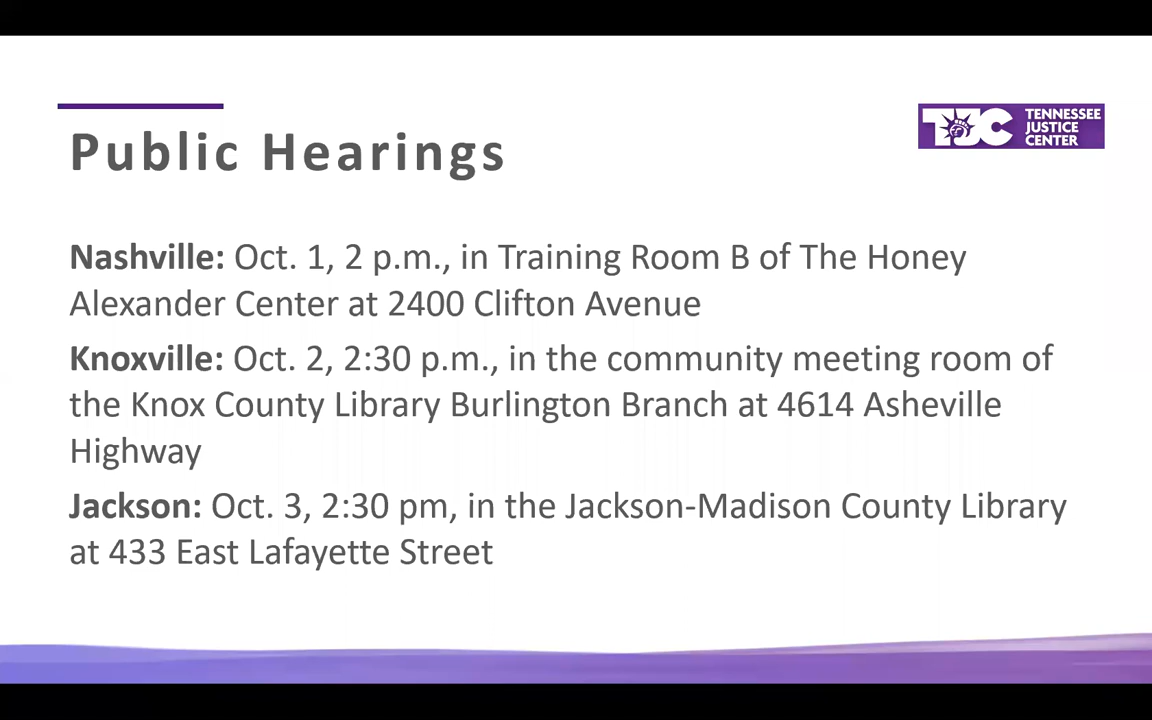 Public Hearings
TJC TENNESSEE
JUSTICE
CENTER
Nashville: Oct. 1, 2 p.m., in Training Room B of The Honey
Alexander Center at 2400 Clifton Avenue
Knoxville: Oct. 2, 2:30 p.m., in the community meeting room of
the Knox County Library Burlington Branch at 4614 Asheville
Highway
Jackson: Oct. 3, 2:30 pm, in the Jackson-Madison County Library
at 433 East Lafayette Street